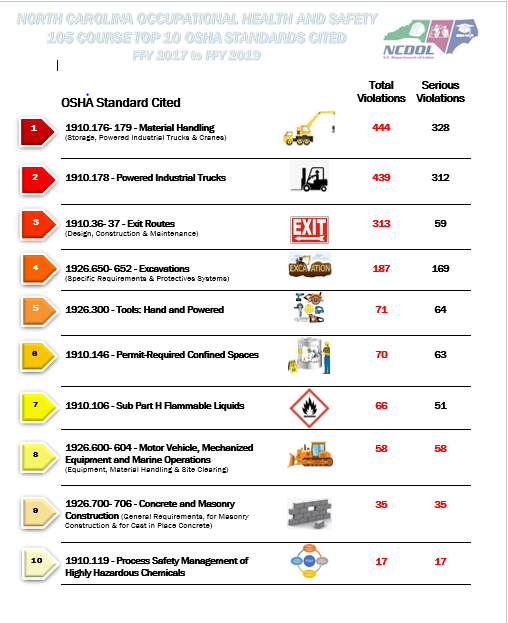 NORTH CAROLINA OCCUPATIONAL HEALTH AND SAFETY
105 COURSE TOP 10 OSHA STANDARDS CITED
FFY 2017 to FFY 2019
NCDOL
N.C. Department of Labor
OSHA Standard Cited
Total Violations
Serious Violations
1
1910.176- 179 - Material Handling
(Storage, Powered Industrial Trucks & Cranes)
444
328
2
1910.178 - Powered Industrial Trucks
439
312
3
1910.36- 37 - Exit Routes
(Design, Construction & Maintenance)
EXIT
313
59
4
1926.650- 652 - Excavations
(Specific Requirements & Protectives Systems)
EXCAVATION
187
169
5
1926.300 - Tools: Hand and Powered
71
64
6
1910.146 - Permit-Required Confined Spaces
70
63
7
1910.106 - Sub Part H Flammable Liquids
66
51
8
1926.600- 604 - Motor Vehicle, Mechanized
Equipment and Marine Operations
(Equipment, Material Handling & Site Clearing)
58
58
9
1926.700- 706 - Concrete and Masonry
Construction (General Requirements, for Masonry
Construction & for Cast in Place Concrete)
35
35
10
1910.119 - Process Safety Management of
Highly Hazardous Chemicals
17
17